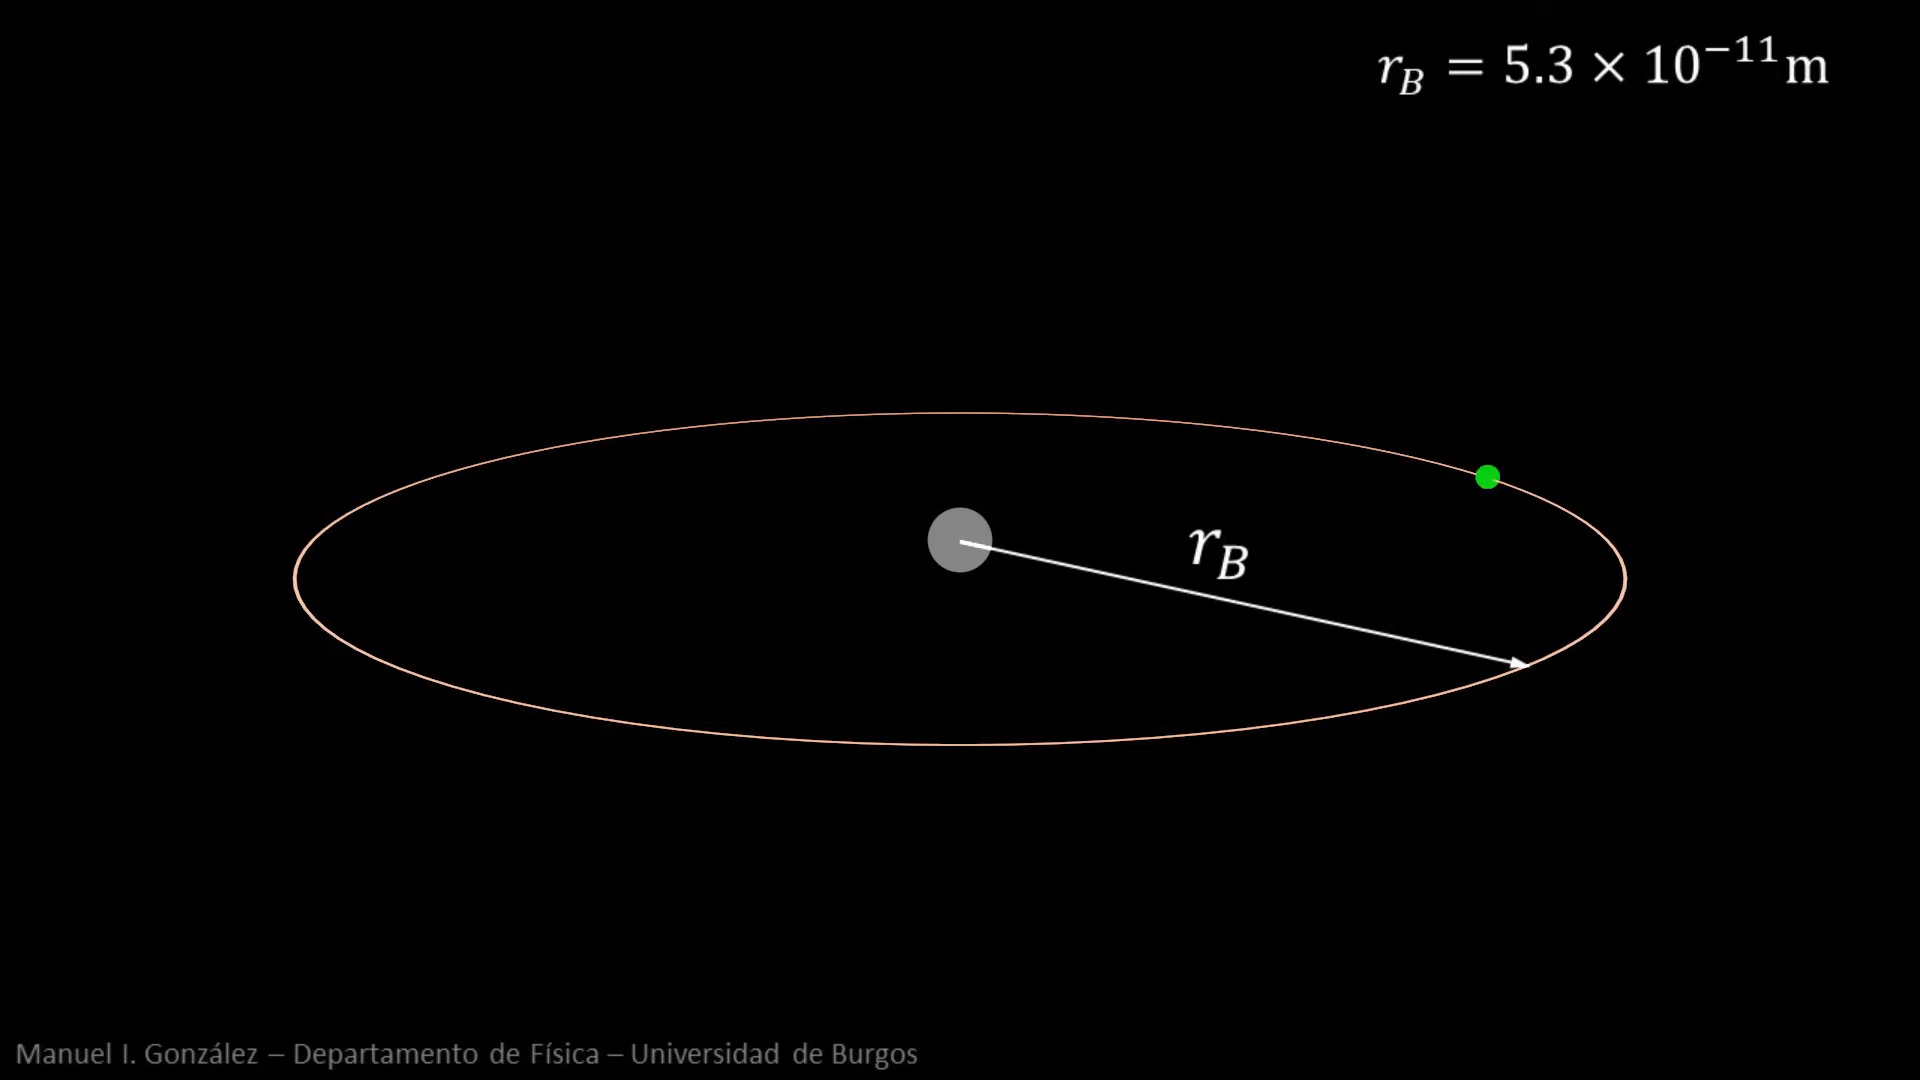 r_B = 5.3 × 10^−11 m
r_B
Manuel I. González – Departamento de Física – Universidad de Burgos